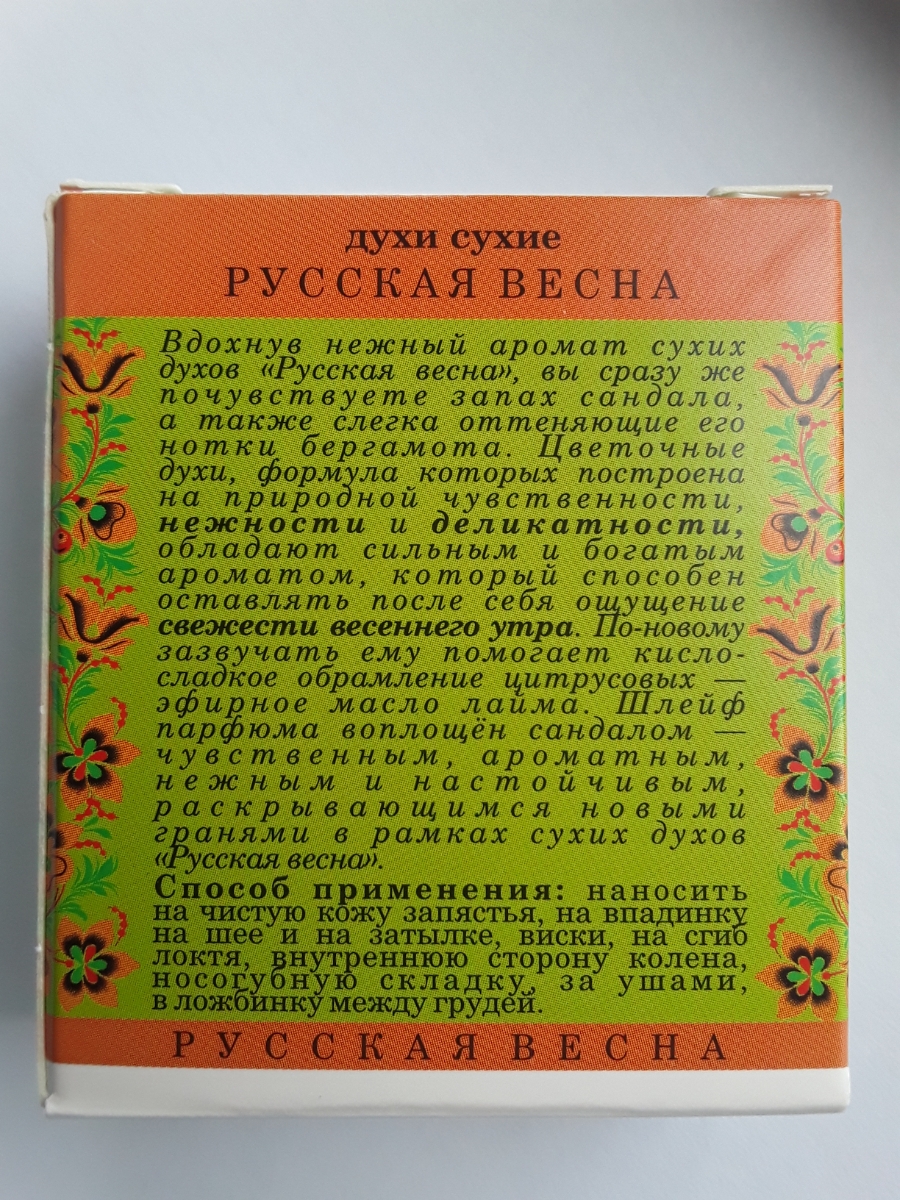 духи сухие
РУССКАЯ ВЕСНА
Вдохнув нежный аромат сухих
духов «Русская весна», вы сразу же
почувствуете запах сандала,
а также слегка оттеняющие его
нотки бергамота. Цветочные
духи, формула которых построена
на природной чувственности,
нежности и деликатности,
обладают сильным и богатым
ароматом, который способен
оставлять после себя ощущение
свежести весеннего утра. По-новому
зазвучать ему помогает кисло-
сладкое обрамление цитрусовых —
эфирное масло лайма. Шлейф
парфюма воплощён сандалом —
чувственным, ароматным,
нежным и настойчивым,
раскрывающимся новыми
гранями в рамках сухих духов
«Русская весна».
Способ применения: наносить
на чистую кожу запястья, на впадинку
на шее и на затылке, виски, на сгиб
локтя, внутреннюю сторону колена,
носогубную складку, за ушами,
в ложбинку между грудей.
РУССКАЯ ВЕСНА